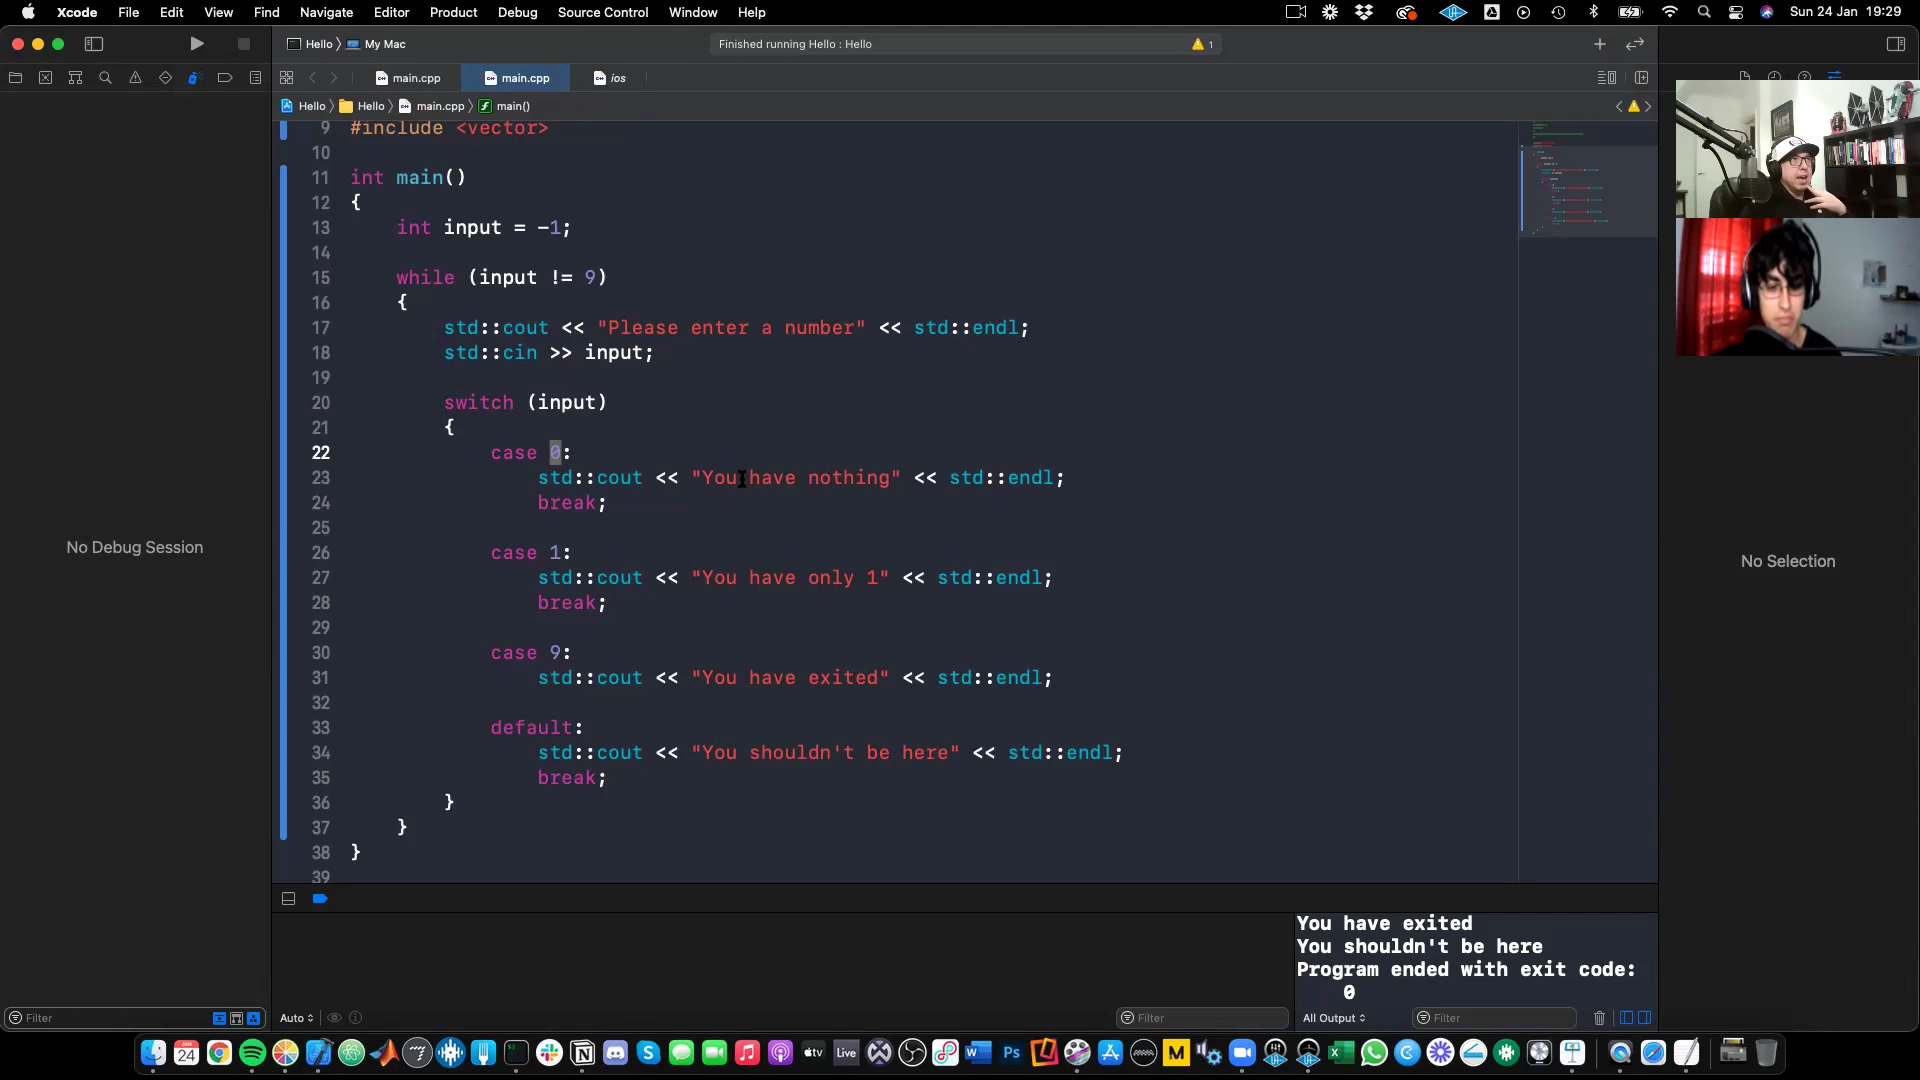 Xcode File Edit View Find Navigate Editor Product Debug Source Control Window Help
Sun 24 Jan 19:29
Hello
My Mac
Finished running Hello : Hello
1
main.cpp
main.cpp
ios
Hello
Hello
main.cpp
main()
9 #include <vector>
10
11 int main()
12 {
13 int input = -1;
14
15 while (input != 9)
16 {
17 std::cout << "Please enter a number" << std::endl;
18 std::cin >> input;
19
20 switch (input)
21 {
22 case 0:
23 std::cout << "You have nothing" << std::endl;
24 break;
25
26 case 1:
27 std::cout << "You have only 1" << std::endl;
28 break;
29
30 case 9:
31 std::cout << "You have exited" << std::endl;
32
33 default:
34 std::cout << "You shouldn't be here" << std::endl;
35 break;
36 }
37 }
38 }
39
No Debug Session
No Selection
You have exited
You shouldn't be here
Program ended with exit code:
0
Filter
Auto
Filter
All Output
Filter
JAN
24
Live
W
Ps
M